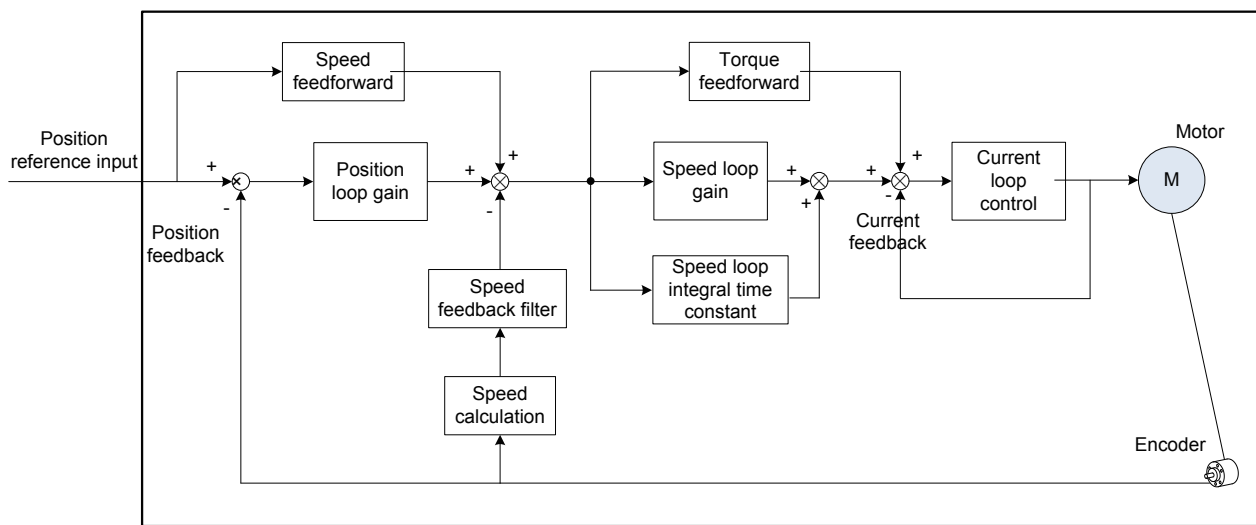 Speed
feedforward
Torque
feedforward
Position
reference input
Motor
+
+
+
Position
loop gain
+
Speed loop
gain
+
+
+
Current
loop
control
M
-
-
-
Position
feedback
Current
feedback
Speed
feedback filter
Speed loop
integral time
constant
Speed
calculation
Encoder